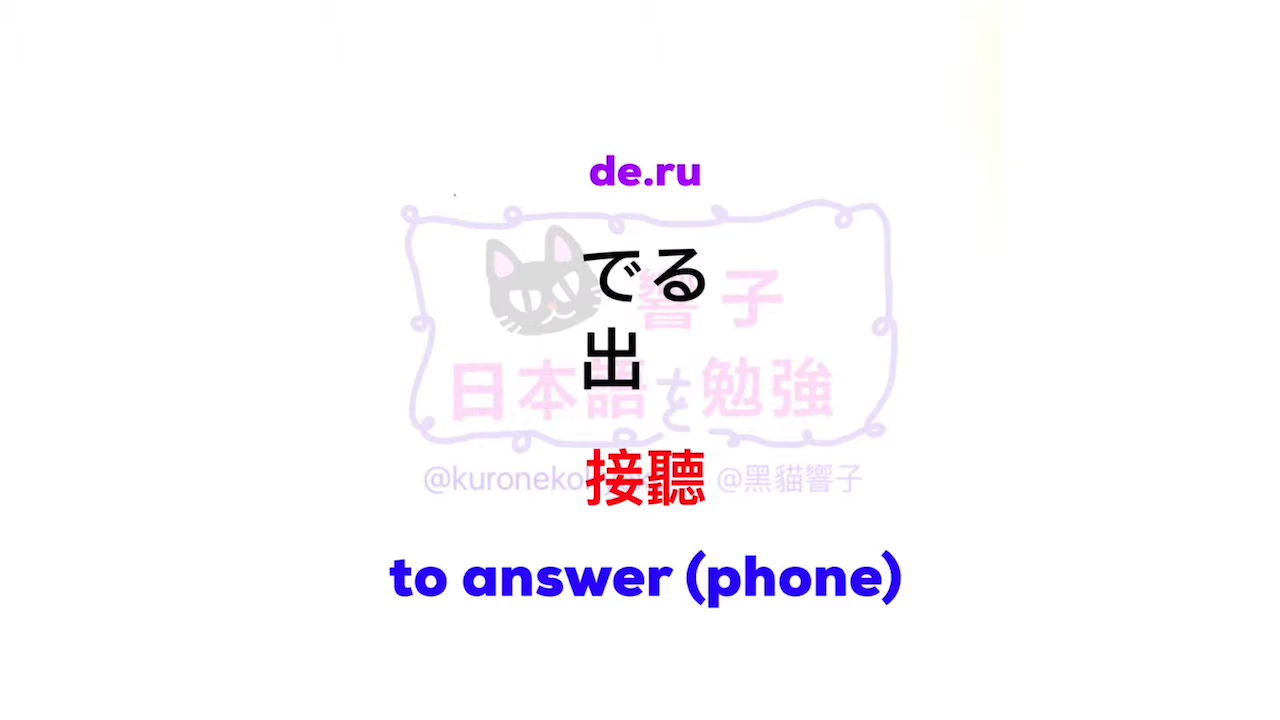 de.ru
でる
響子
出
日本語を勉強
接聽
@黑貓響子
to answer (phone)